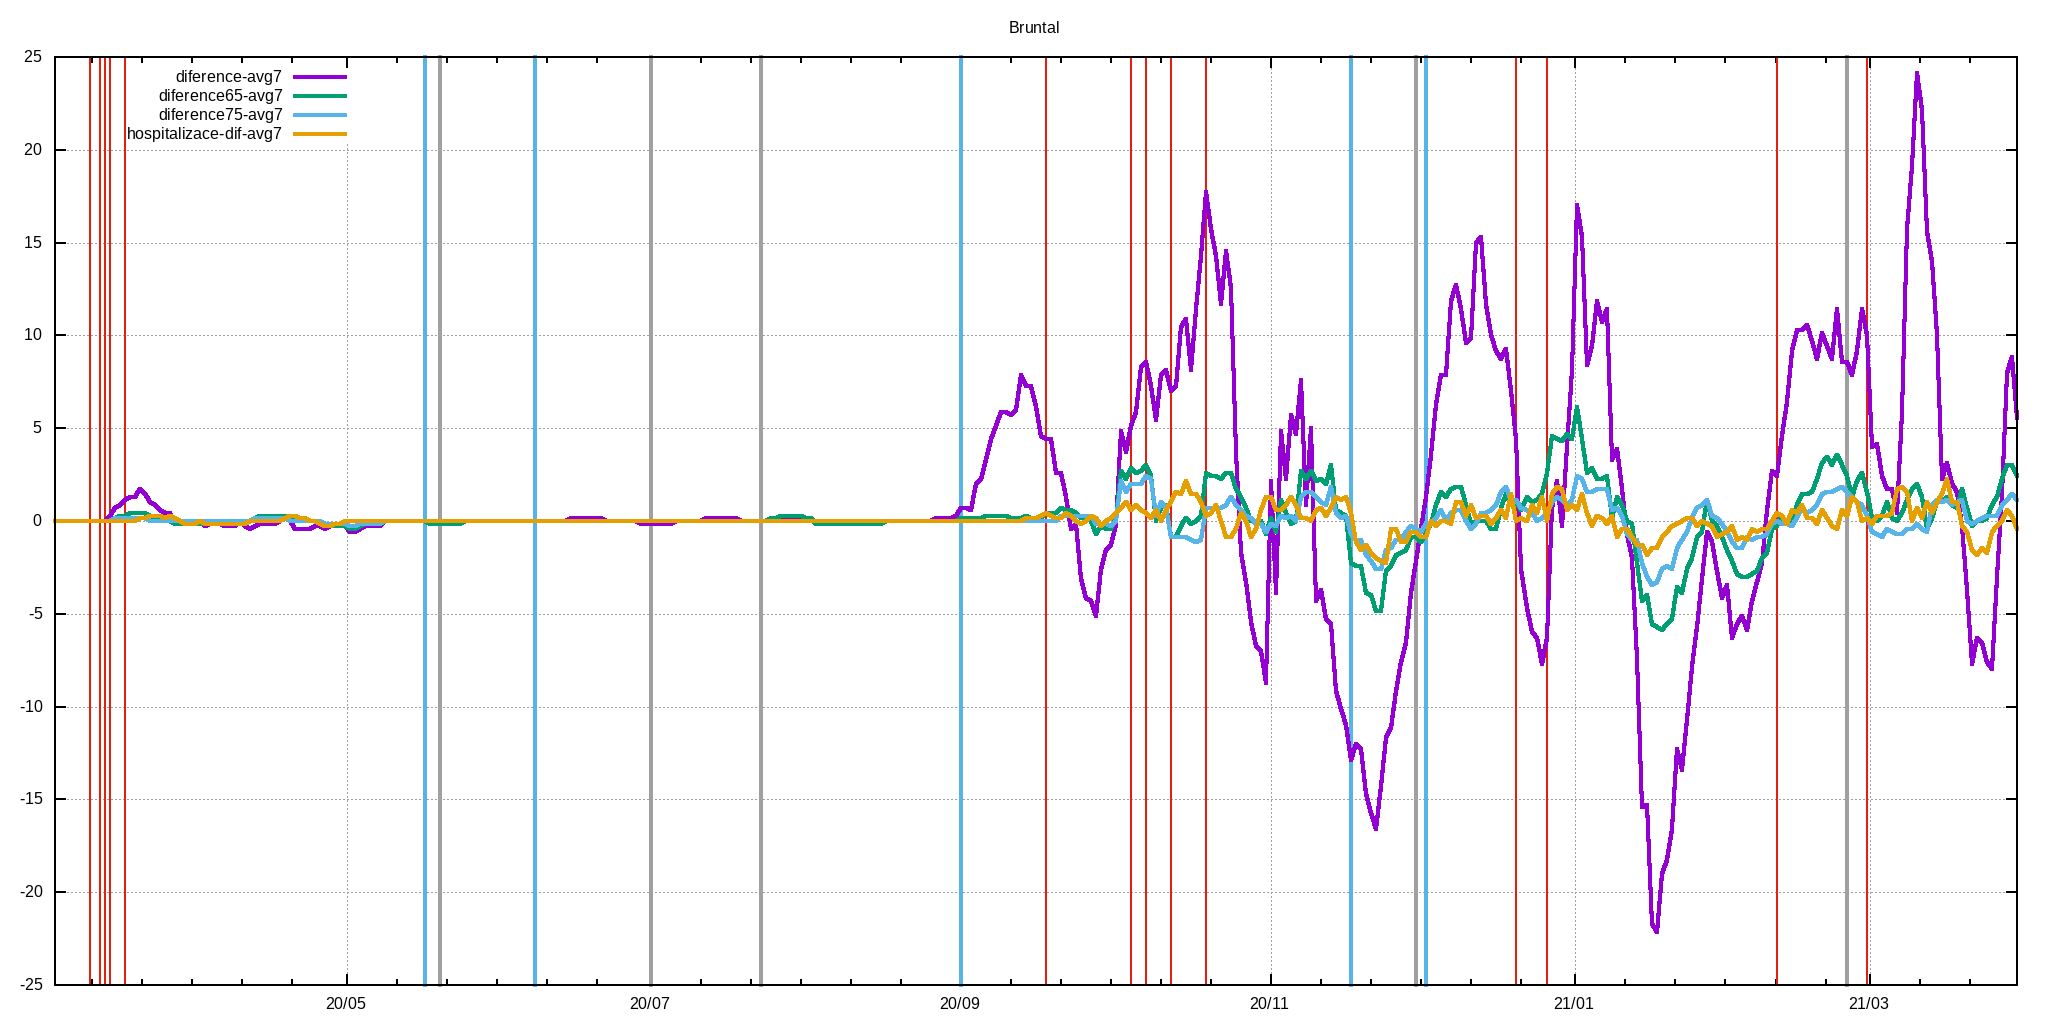 Bruntal
25
20
15
10
5
0
-5
-10
-15
-20
-25
diference-avg7
diference65-avg7
diference75-avg7
hospitalizace-dif-avg7
20/05 20/07 20/09 20/11 21/01 21/03